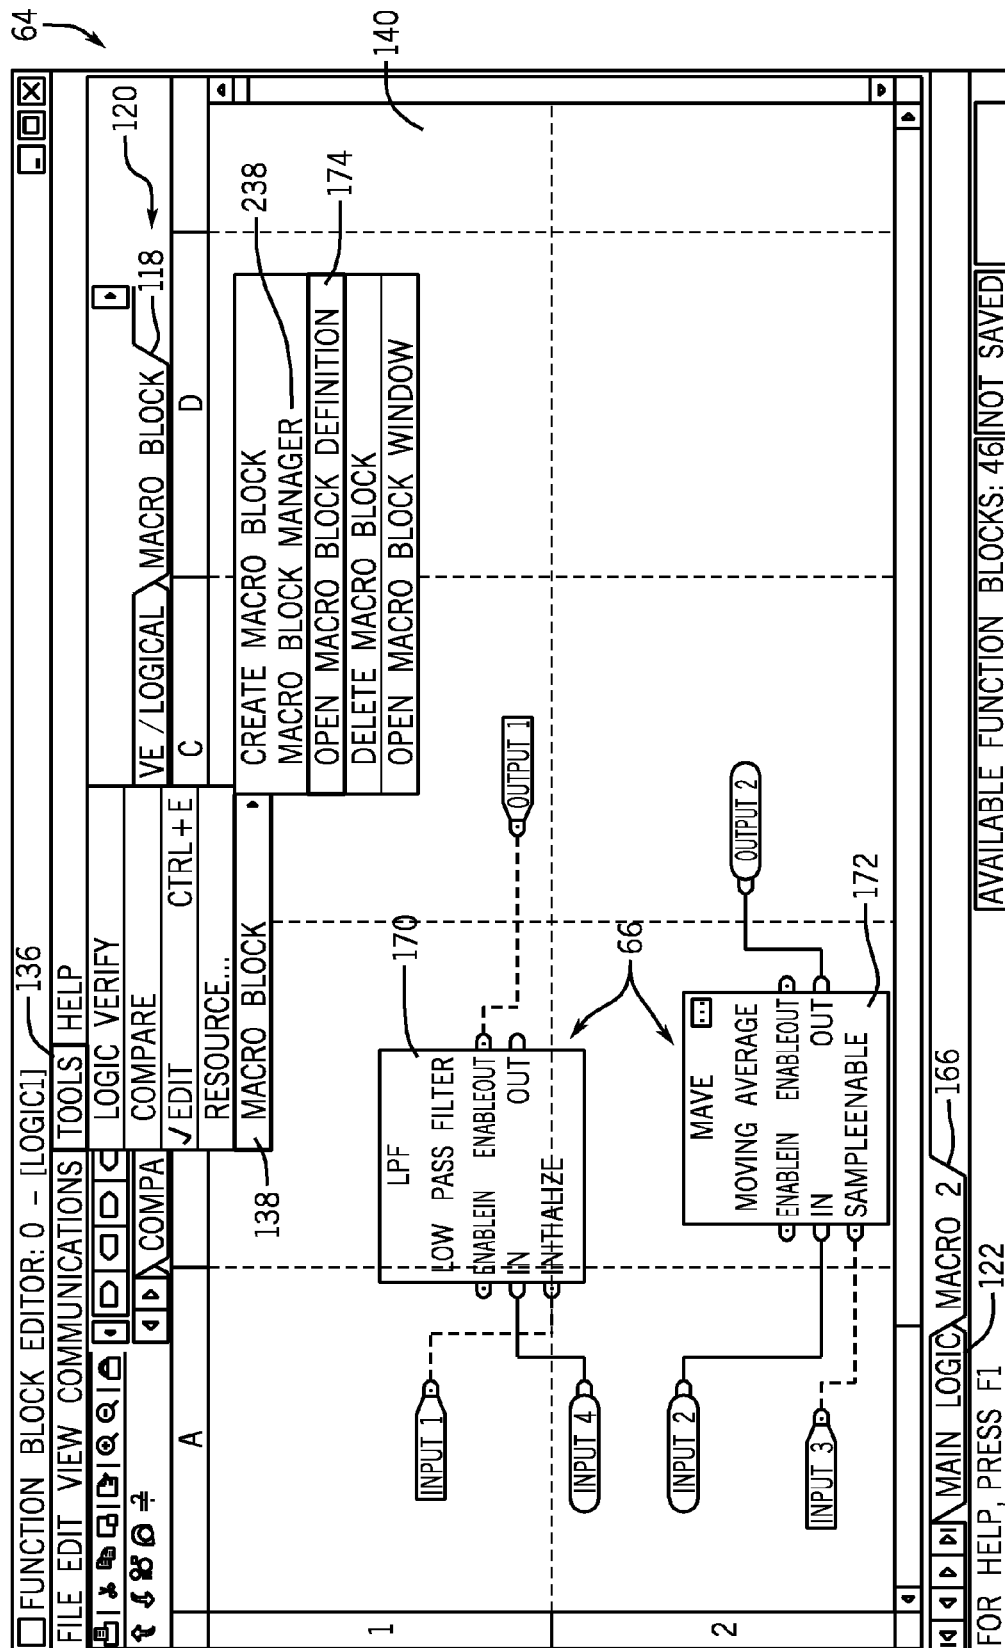 64
FUNCTION BLOCK EDITOR: 0 - [LOGIC1]
136
FILE EDIT VIEW COMMUNICATIONS TOOLS HELP
LOGIC VERIFY
COMPARE
√ EDIT CTRL+E
RESOURCE...
MACRO BLOCK
138
COMPA
VE / LOGICAL
MACRO BLOCK
118
120
A
C
D
CREATE MACRO BLOCK
MACRO BLOCK MANAGER
238
OPEN MACRO BLOCK DEFINITION
174
DELETE MACRO BLOCK
OPEN MACRO BLOCK WINDOW
140
1
INPUT 1
INPUT 4
170
LPF
LOW PASS FILTER
ENABLEIN ENABLEOUT
IN OUT
INITIALIZE
OUTPUT 1
66
2
INPUT 2
INPUT 3
MAVE
MOVING AVERAGE
ENABLEIN ENABLEOUT
IN OUT
SAMPLEENABLE
172
OUTPUT 2
MAIN LOGIC
MACRO 2
166
122
FOR HELP, PRESS F1
AVAILABLE FUNCTION BLOCKS: 46
NOT SAVED